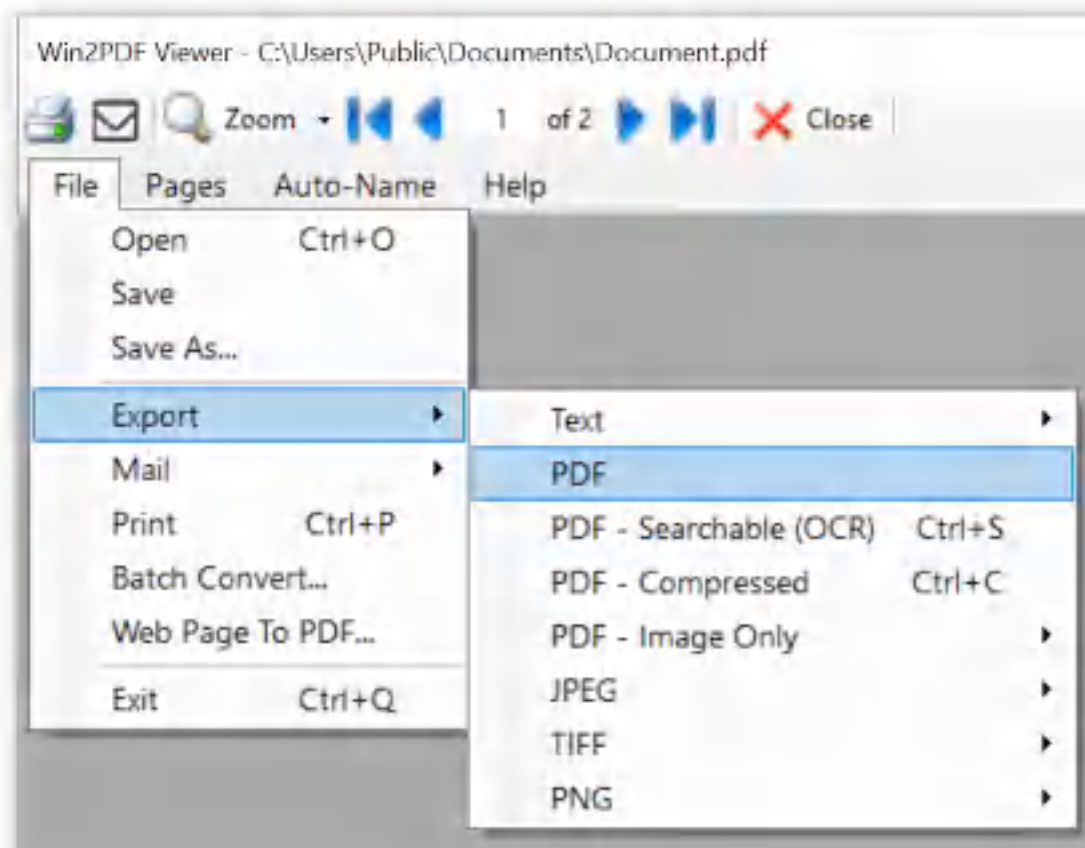 Win2PDF Viewer - C:\Users\Public\Documents\Document.pdf
Zoom 1 of 2 Close
File Pages Auto-Name Help
Open Ctrl+O
Save
Save As...
Export
Mail
Print Ctrl+P
Batch Convert...
Web Page To PDF...
Exit Ctrl+Q
Text
PDF
PDF - Searchable (OCR) Ctrl+S
PDF - Compressed Ctrl+C
PDF - Image Only
JPEG
TIFF
PNG